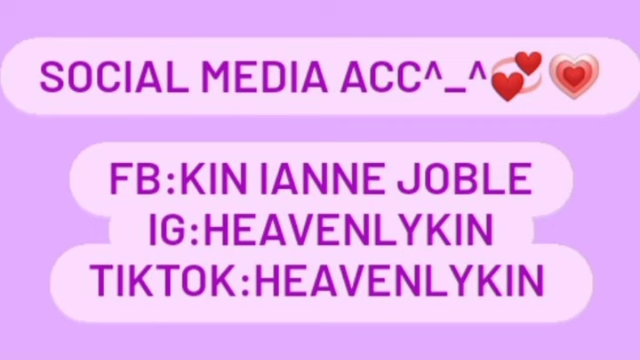 SOCIAL MEDIA ACC^_^💞💗
FB:KIN IANNE JOBLE
IG:HEAVENLYKIN
TIKTOK:HEAVENLYKIN